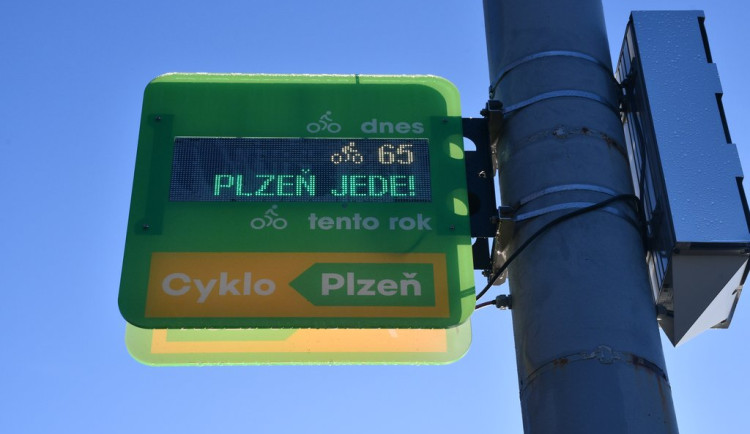 dnes
65
PLZEŇ JEDE!
tento rok
Cyklo Plzeň